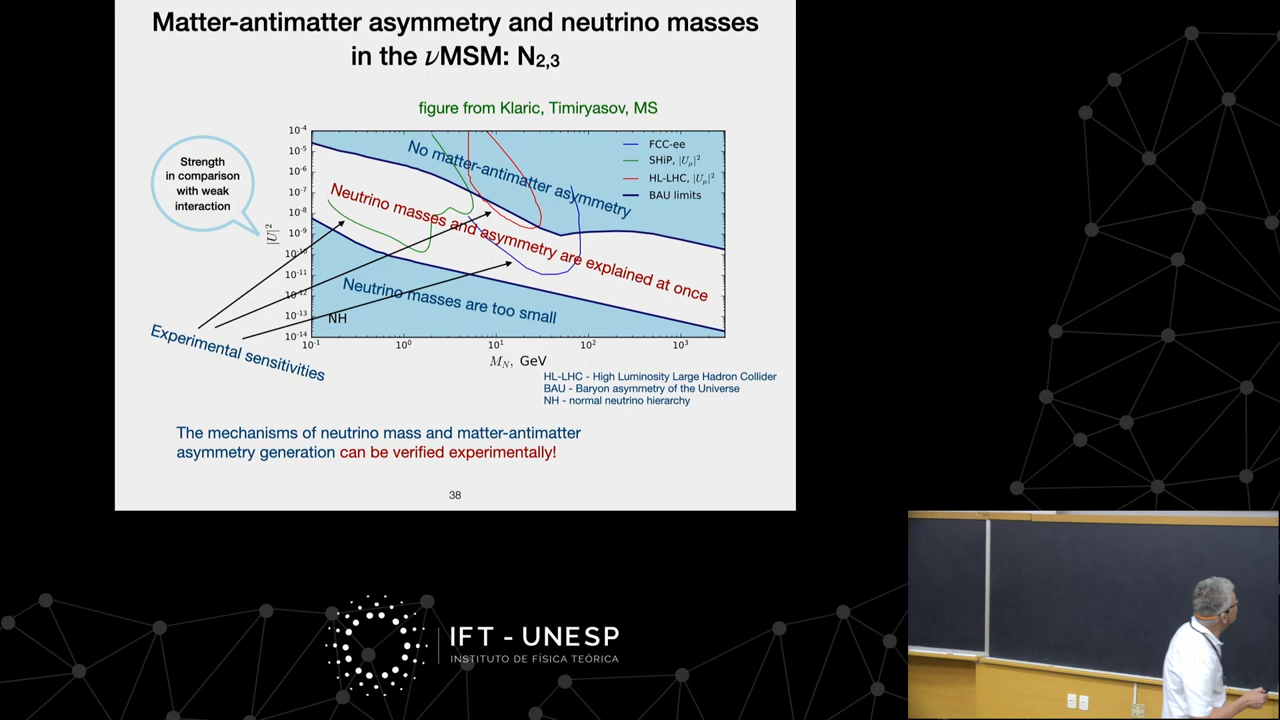 Matter-antimatter asymmetry and neutrino masses
in the νMSM: N₂,₃
figure from Klaric, Timiryasov, MS
Strength
in comparison
with weak
interaction
|U|²
10⁻⁴
10⁻⁵
10⁻⁶
10⁻⁷
10⁻⁸
10⁻⁹
10⁻¹⁰
10⁻¹¹
10⁻¹²
10⁻¹³
10⁻¹⁴
No matter-antimatter asymmetry
FCC-ee
SHiP, |Uμ|²
HL-LHC, |Uμ|²
BAU limits
Neutrino masses and asymmetry are explained at once
Neutrino masses are too small
NH
10⁻¹ 10⁰ 10¹ 10² 10³
M_N, GeV
Experimental sensitivities
HL-LHC - High Luminosity Large Hadron Collider
BAU - Baryon asymmetry of the Universe
NH - normal neutrino hierarchy
The mechanisms of neutrino mass and matter-antimatter
asymmetry generation can be verified experimentally!
38
IFT - UNESP
INSTITUTO DE FÍSICA TEÓRICA